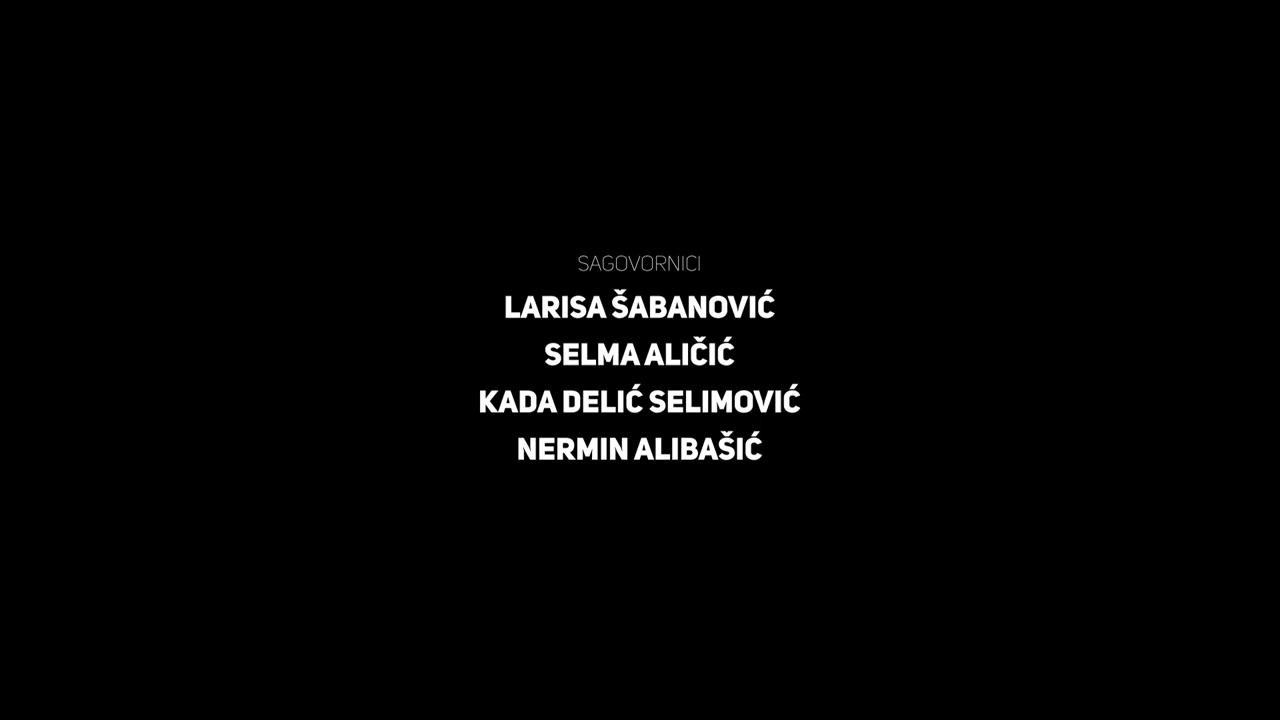 SAGOVORNICI
LARISA ŠABANOVIĆ
SELMA ALIČIĆ
KADA DELIĆ SELIMOVIĆ
NERMIN ALIBAŠIĆ